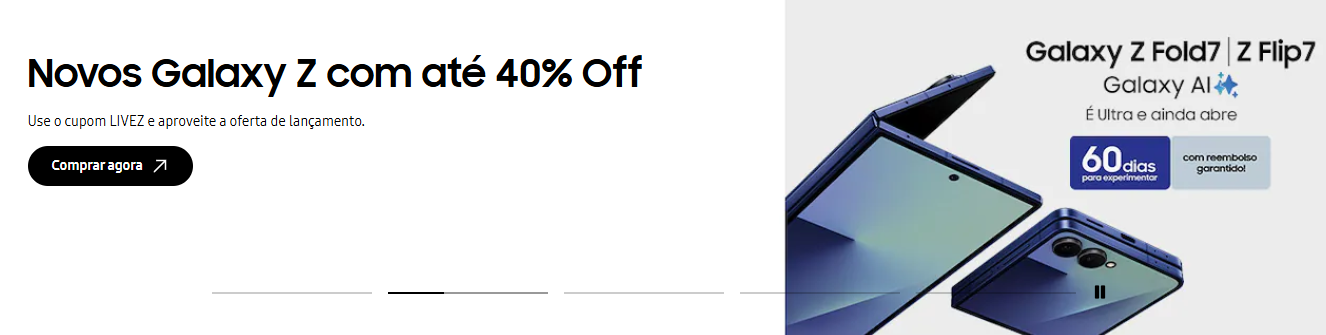 Novos Galaxy Z com até 40% Off
Use o cupom LIVEZ e aproveite a oferta de lançamento.
Comprar agora
Galaxy Z Fold7 | Z Flip7
Galaxy AI
É Ultra e ainda abre
60 dias
para experimentar
com reembolso
garantido!